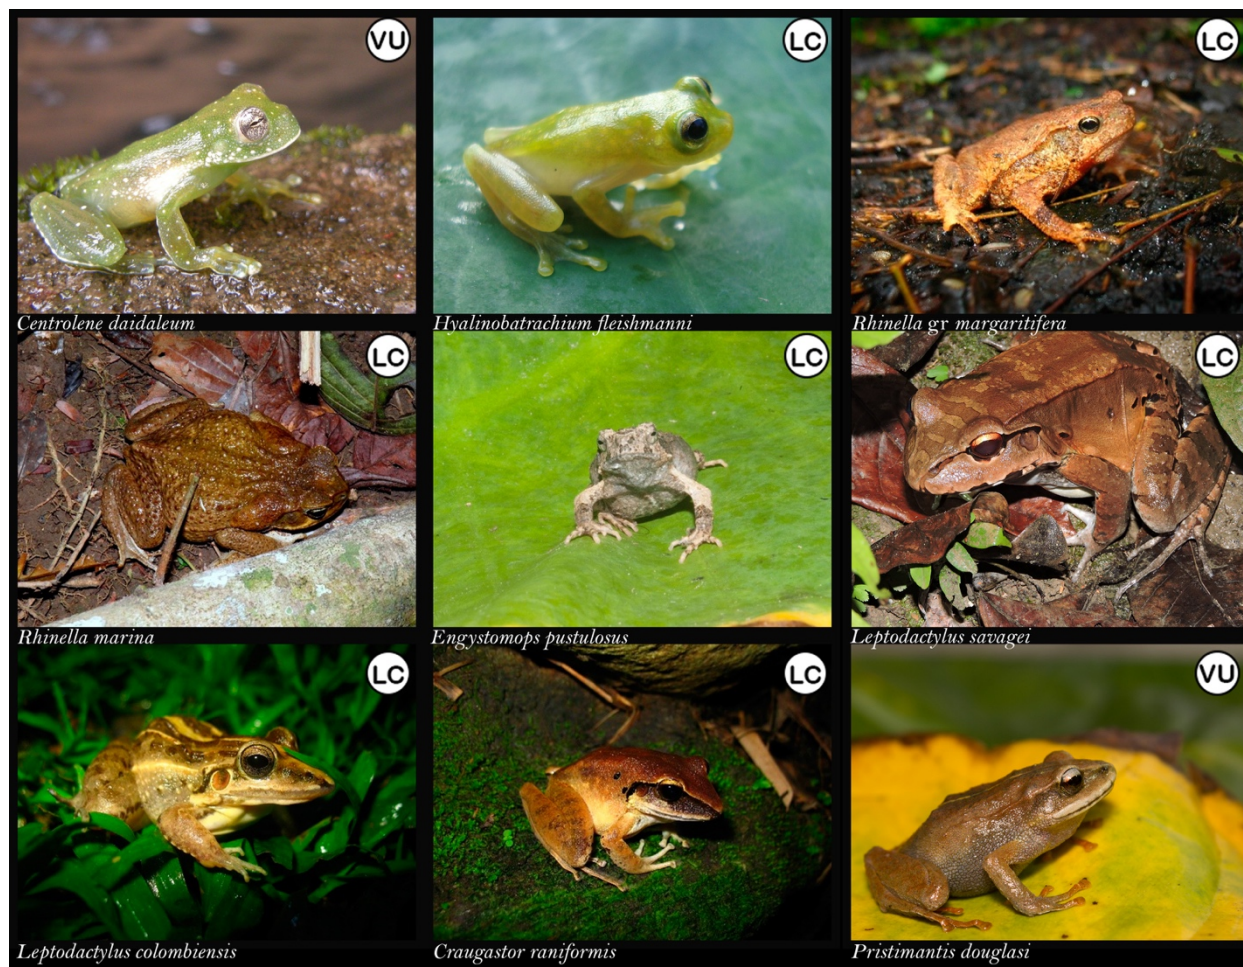 VU
LC
LC
Centrolene daidaleum
Hyalinobatrachium fleishmanni
Rhinella gr margaritifera
LC
LC
LC
Rhinella marina
Engystomops pustulosus
Leptodactylus savagei
LC
LC
VU
Leptodactylus colombiensis
Craugastor raniformis
Pristimantis douglasi